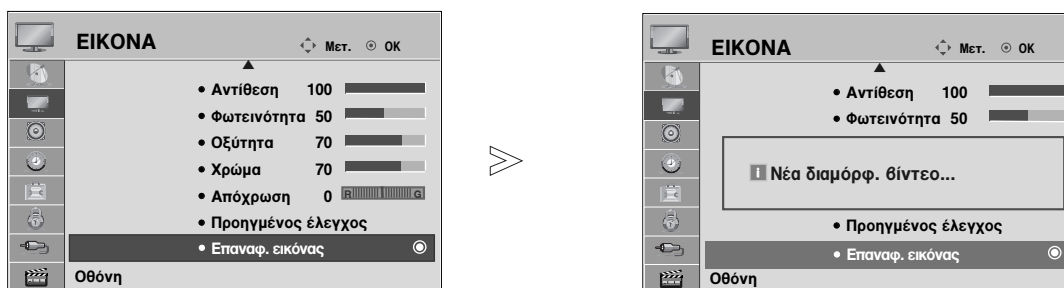 ΕΙΚΟΝΑ Μετ. OK
• Αντίθεση 100
• Φωτεινότητα 50
• Οξύτητα 70
• Χρώμα 70
• Απόχρωση 0 R G
• Προηγμένος έλεγχος
• Επαναφ. εικόνας
Οθόνη
ΕΙΚΟΝΑ Μετ. OK
• Αντίθεση 100
• Φωτεινότητα 50
i Νέα διαμόρφ. βίντεο...
• Προηγμένος έλεγχος
• Επαναφ. εικόνας
Οθόνη